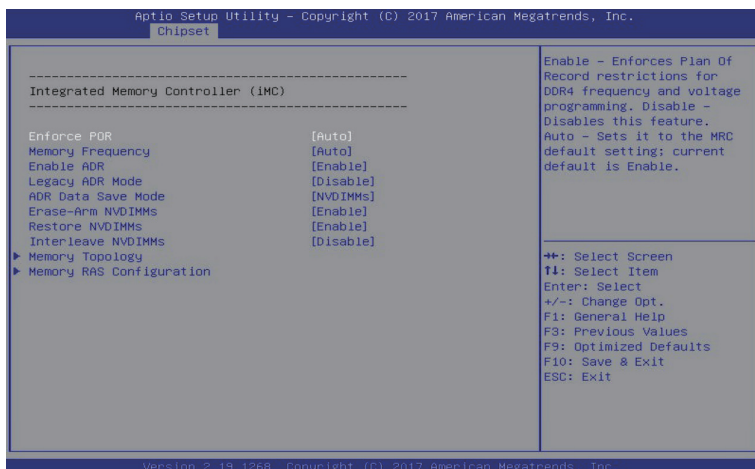 Aptio Setup Utility – Copyright (C) 2017 American Megatrends, Inc.
Chipset
--------------------------------------------------
Integrated Memory Controller (iMC)
--------------------------------------------------
Enforce POR [Auto]
Memory Frequency [Auto]
Enable ADR [Enable]
Legacy ADR Mode [Disable]
ADR Data Save Mode [NVDIMMs]
Erase-Arm NVDIMMs [Enable]
Restore NVDIMMs [Enable]
Interleave NVDIMMs [Disable]
Memory Topology
Memory RAS Configuration
Enable – Enforces Plan Of
Record restrictions for
DDR4 frequency and voltage
programming. Disable –
Disables this feature.
Auto – Sets it to the MRC
default setting; current
default is Enable.
→←: Select Screen
↑↓: Select Item
Enter: Select
+/-: Change Opt.
F1: General Help
F3: Previous Values
F9: Optimized Defaults
F10: Save & Exit
ESC: Exit
Version 2.19.1268. Copyright (C) 2017 American Megatrends, Inc.